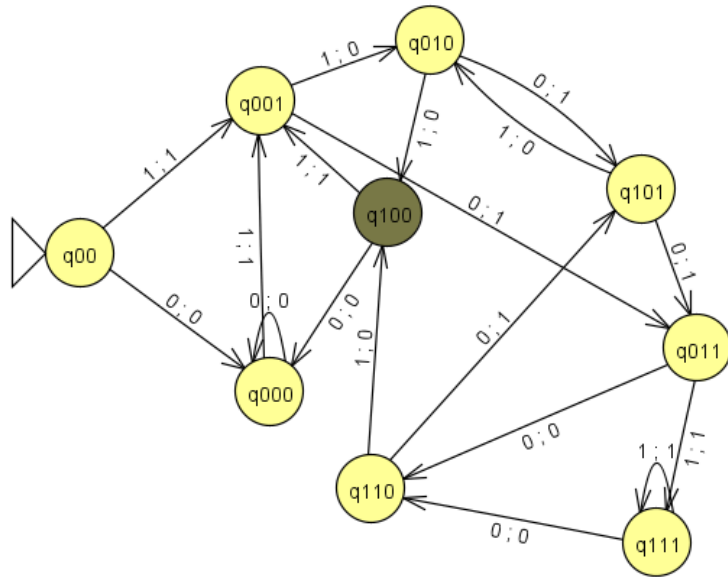 q010
1 ; 0
0 ; 1
q001
1 ; 0
1 ; 0
1 ; 1
1 ; 1
q101
q100
0 ; 1
q00
1 ; 1
0 ; 1
0 ; 0
0 ; 0
0 ; 0
0 ; 1
1 ; 0
q011
q000
0 ; 0
1 ; 1
1 ; 1
q110
0 ; 0
q111